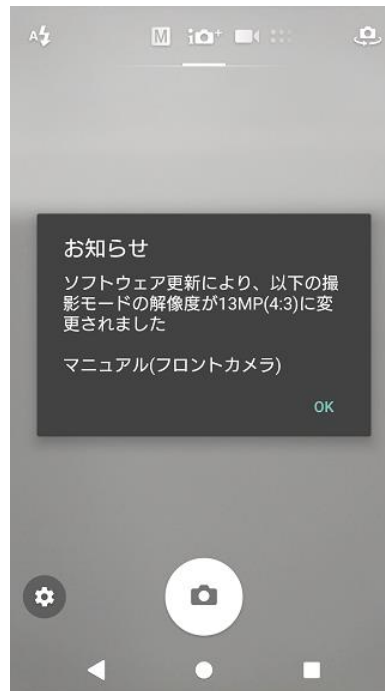 A
M i +
お知らせ
ソフトウェア更新により、以下の撮
影モードの解像度が13MP(4:3)に変
更されました
マニュアル(フロントカメラ)
OK